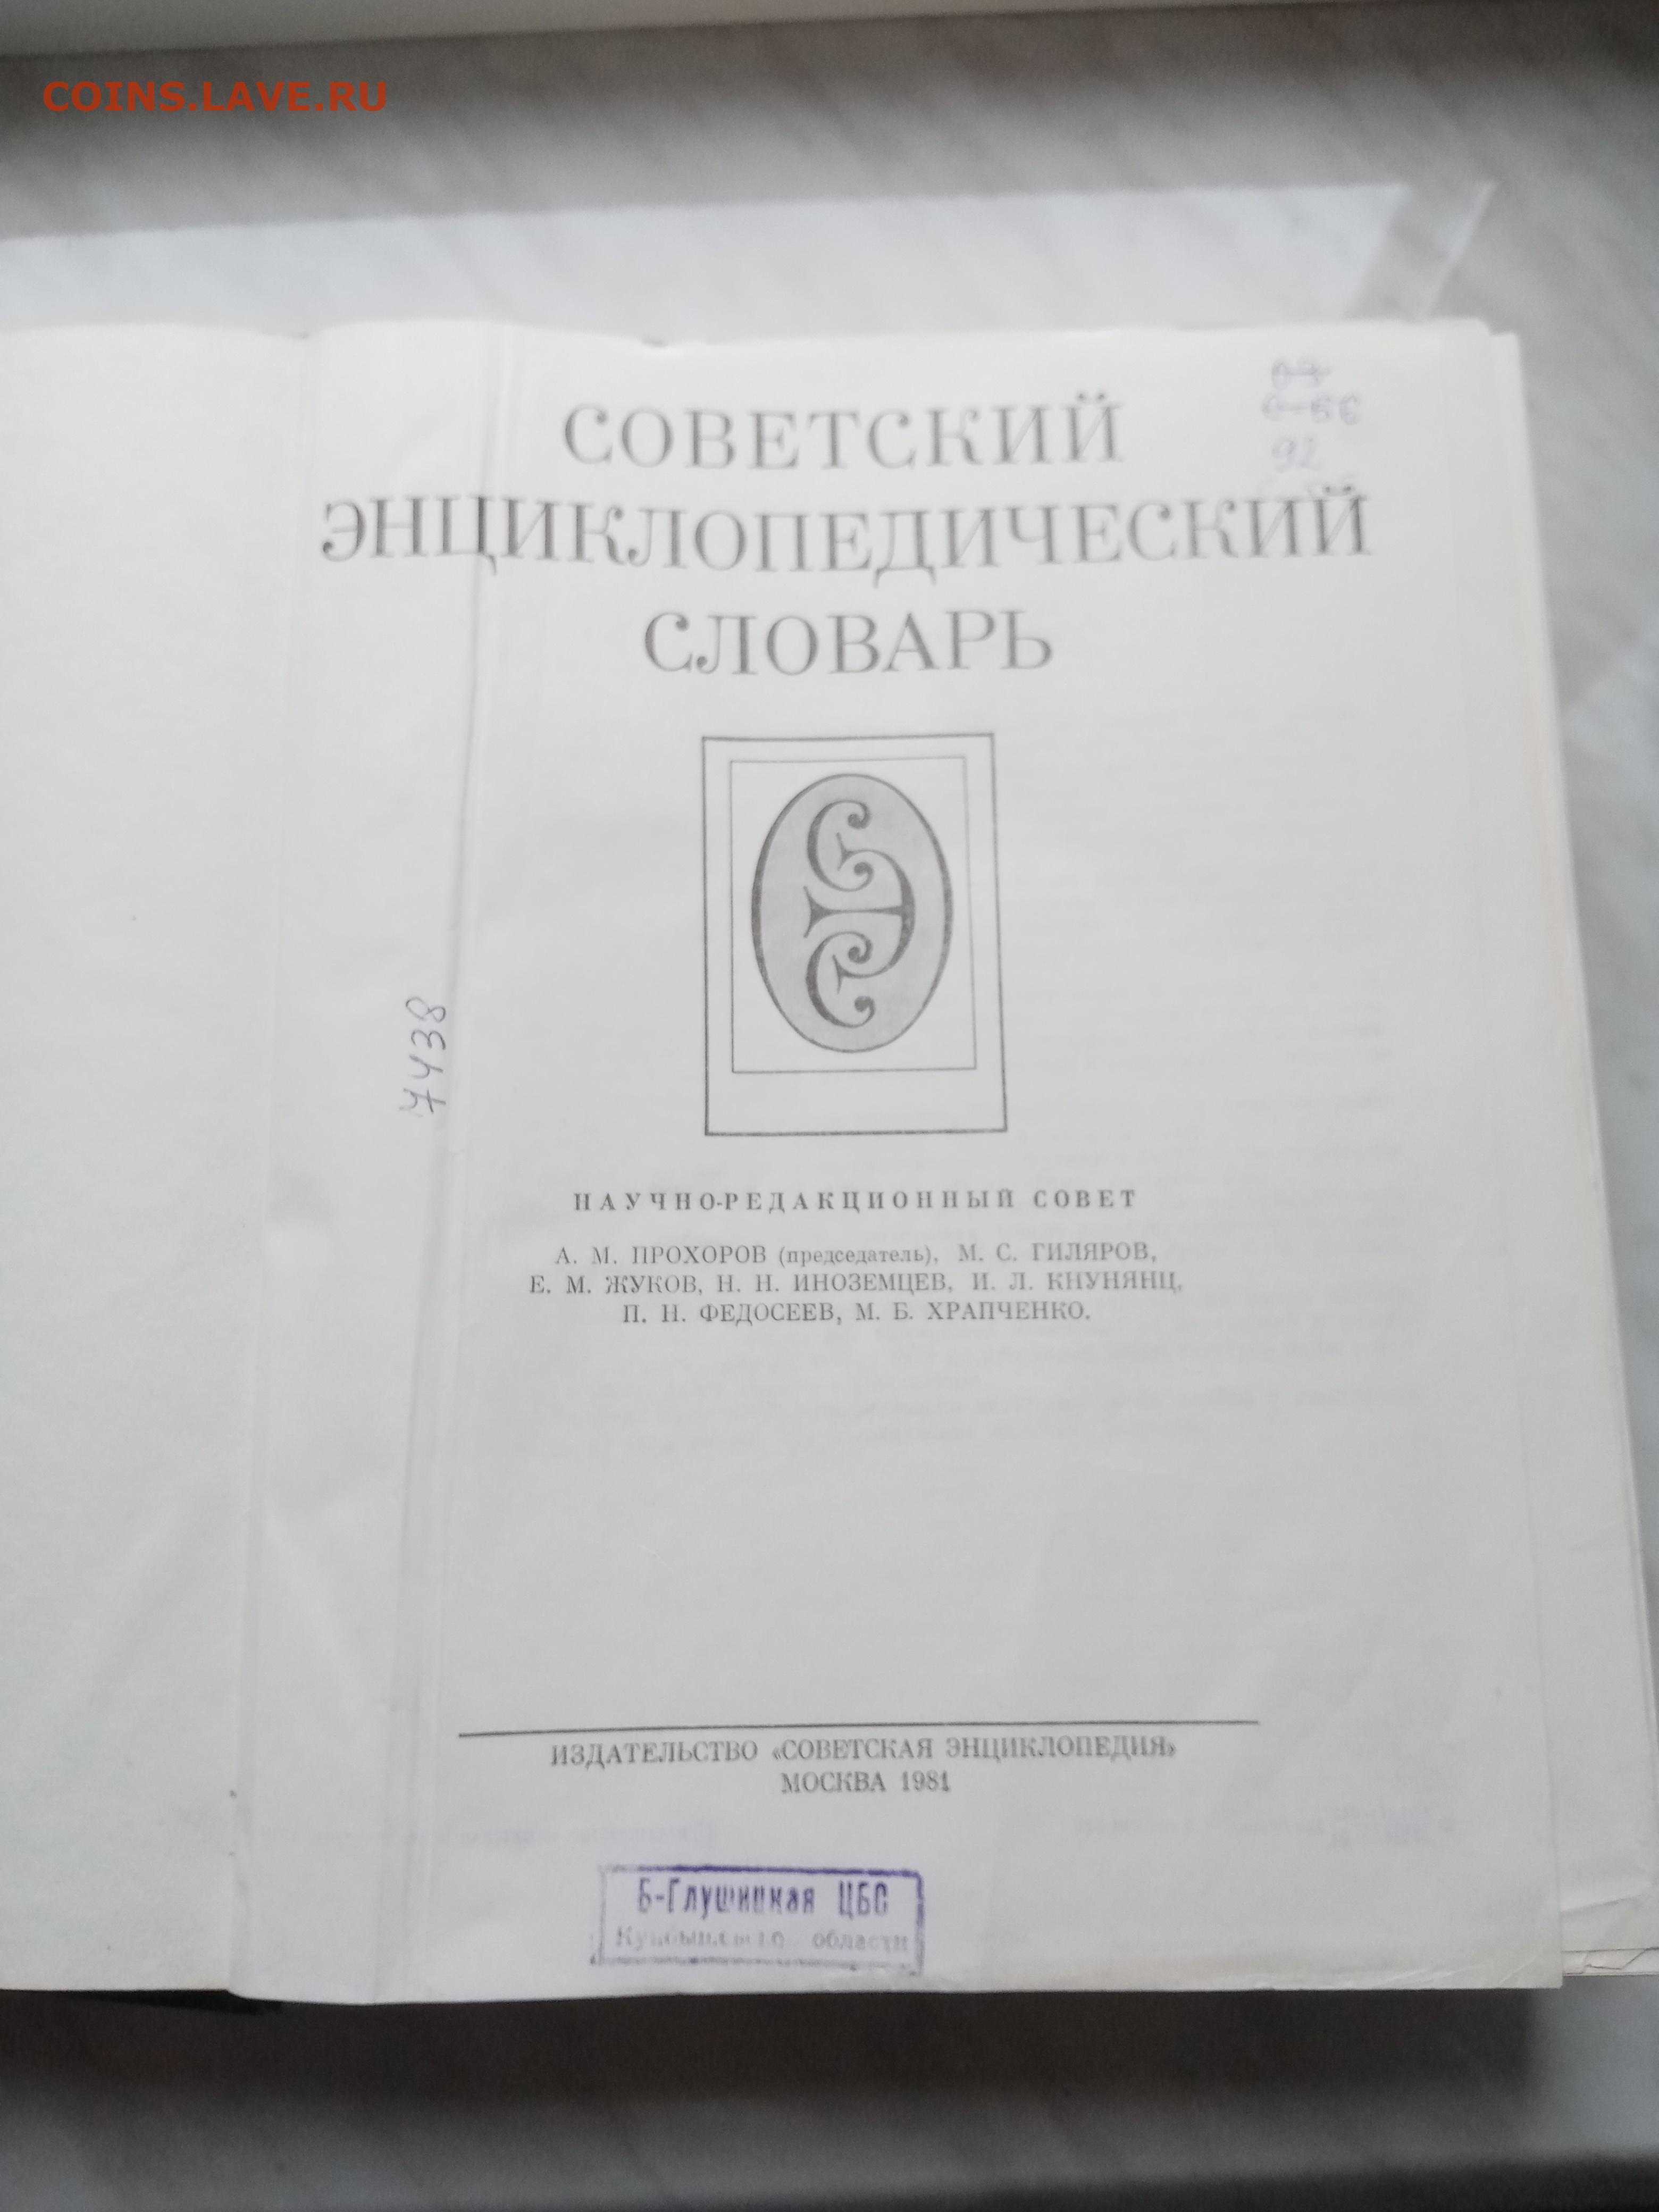 COINS.LAVE.RU
92
СОВЕТСКИЙ
ЭНЦИКЛОПЕДИЧЕСКИЙ
СЛОВАРЬ
7438
НАУЧНО-РЕДАКЦИОННЫЙ СОВЕТ
А. М. ПРОХОРОВ (председатель), М. С. ГИЛЯРОВ,
Е. М. ЖУКОВ, Н. Н. ИНОЗЕМЦЕВ, И. Л. КНУНЯНЦ,
П. Н. ФЕДОСЕЕВ, М. Б. ХРАПЧЕНКО.
ИЗДАТЕЛЬСТВО «СОВЕТСКАЯ ЭНЦИКЛОПЕДИЯ»
МОСКВА 1981
Б-Глушицкая ЦБС
Куйбышевской области